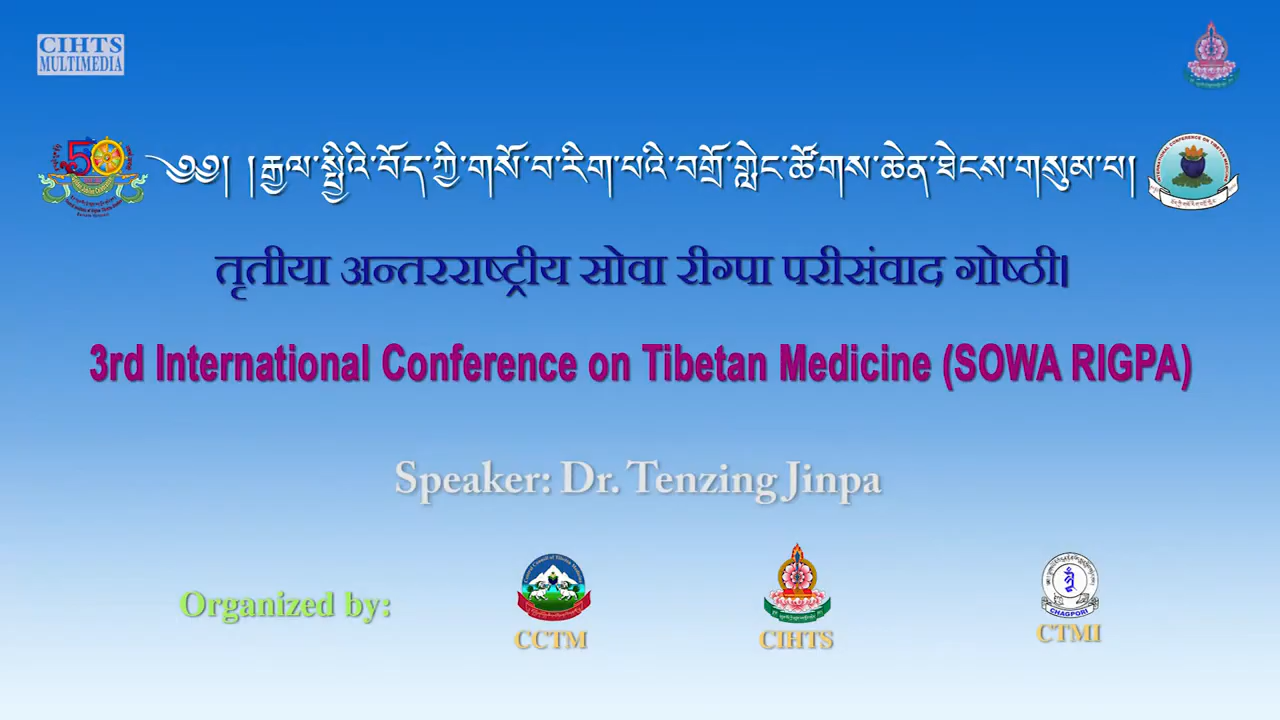 CIHTS
MULTIMEDIA
༄༅། །རྒྱལ་སྤྱིའི་བོད་ཀྱི་གསོ་བ་རིག་པའི་བགྲོ་གླེང་ཚོགས་ཆེན་ཐེངས་གསུམ་པ།
तृतीया अन्तरराष्ट्रीय सोवा रीग्पा परीसंवाद गोष्ठी।
3rd International Conference on Tibetan Medicine (SOWA RIGPA)
Speaker: Dr. Tenzing Jinpa
Organized by:
CCTM
CIHTS
CHAGPORI
CTMI